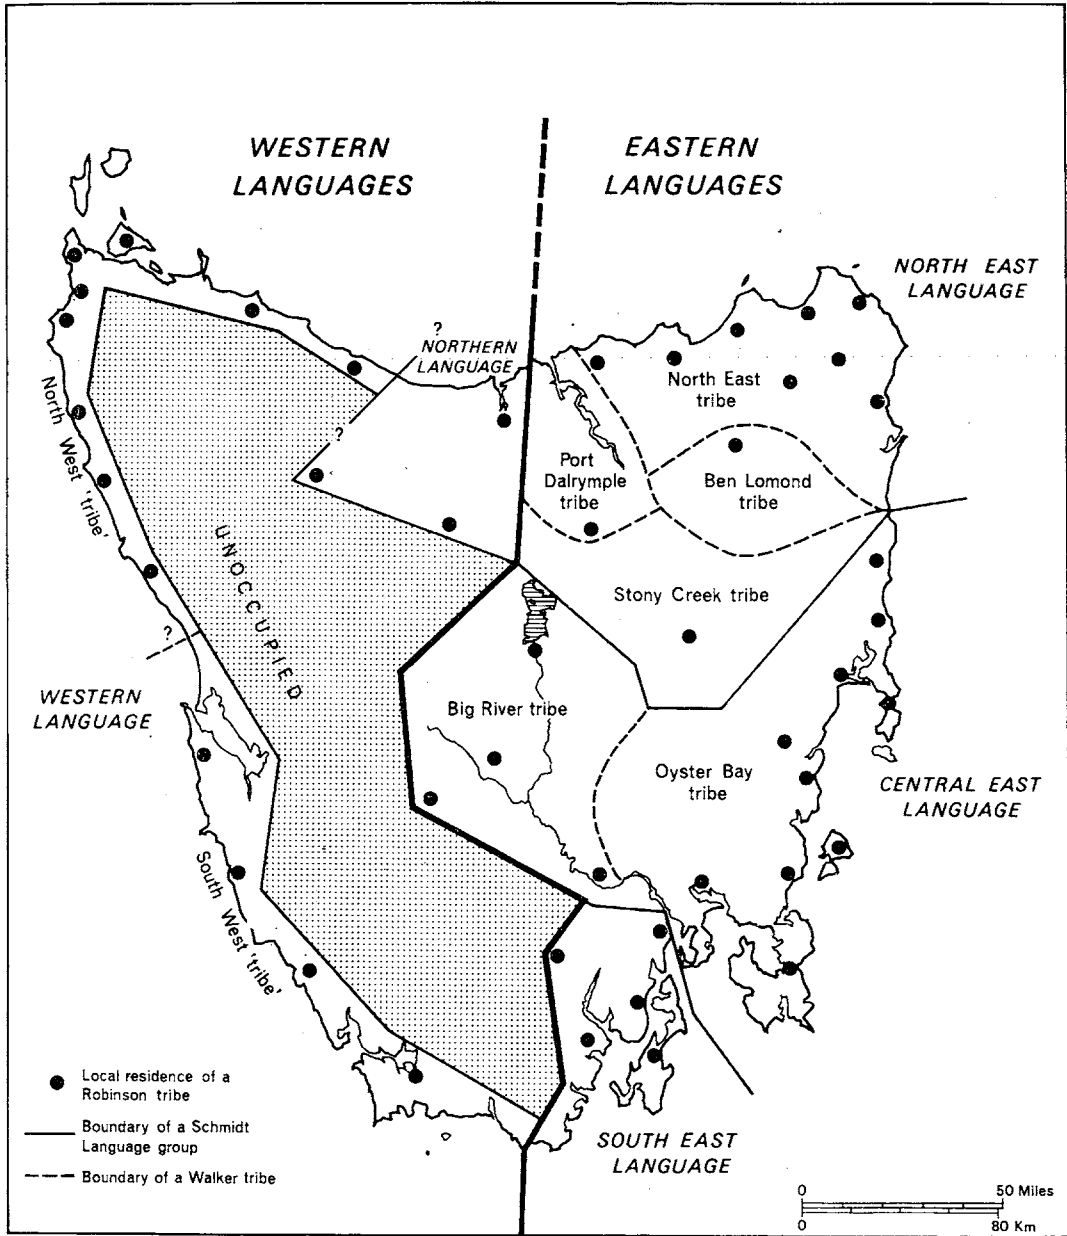 WESTERN
LANGUAGES
EASTERN
LANGUAGES
NORTH EAST
LANGUAGE
?
NORTHERN
LANGUAGE
?
North East
tribe
Port
Dalrymple
tribe
Ben Lomond
tribe
North West 'tribe'
UNOCCUPIED
Stony Creek tribe
?
WESTERN
LANGUAGE
Big River tribe
Oyster Bay
tribe
CENTRAL EAST
LANGUAGE
South West 'tribe'
SOUTH EAST
LANGUAGE
Local residence of a
Robinson tribe
Boundary of a Schmidt
Language group
Boundary of a Walker tribe
0 50 Miles
0 80 Km